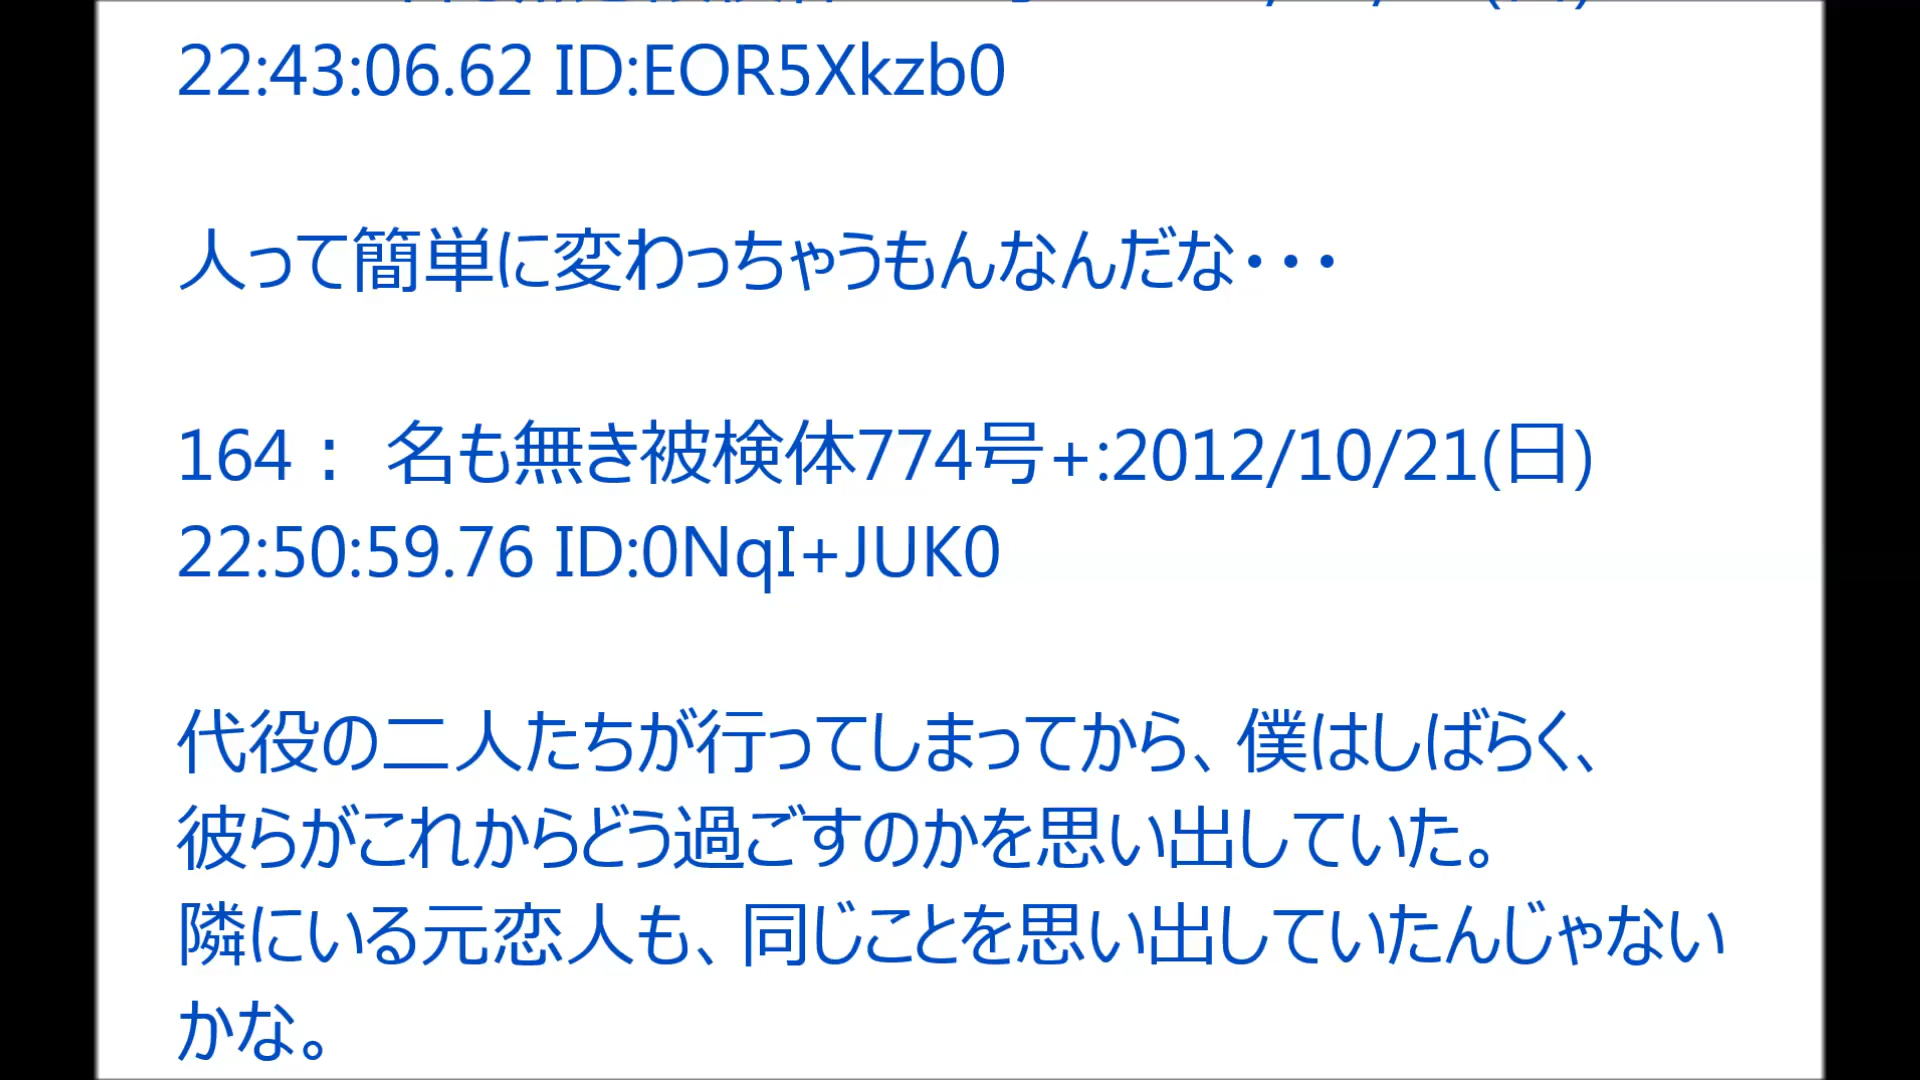 22:43:06.62 ID:EOR5Xkzb0
人って簡単に変わっちゃうもんなんだな・・・
164： 名も無き被検体774号+:2012/10/21(日)
22:50:59.76 ID:0NqI+JUK0
代役の二人たちが行ってしまってから、僕はしばらく、
彼らがこれからどう過ごすのかを思い出していた。
隣にいる元恋人も、同じことを思い出していたんじゃない
かな。